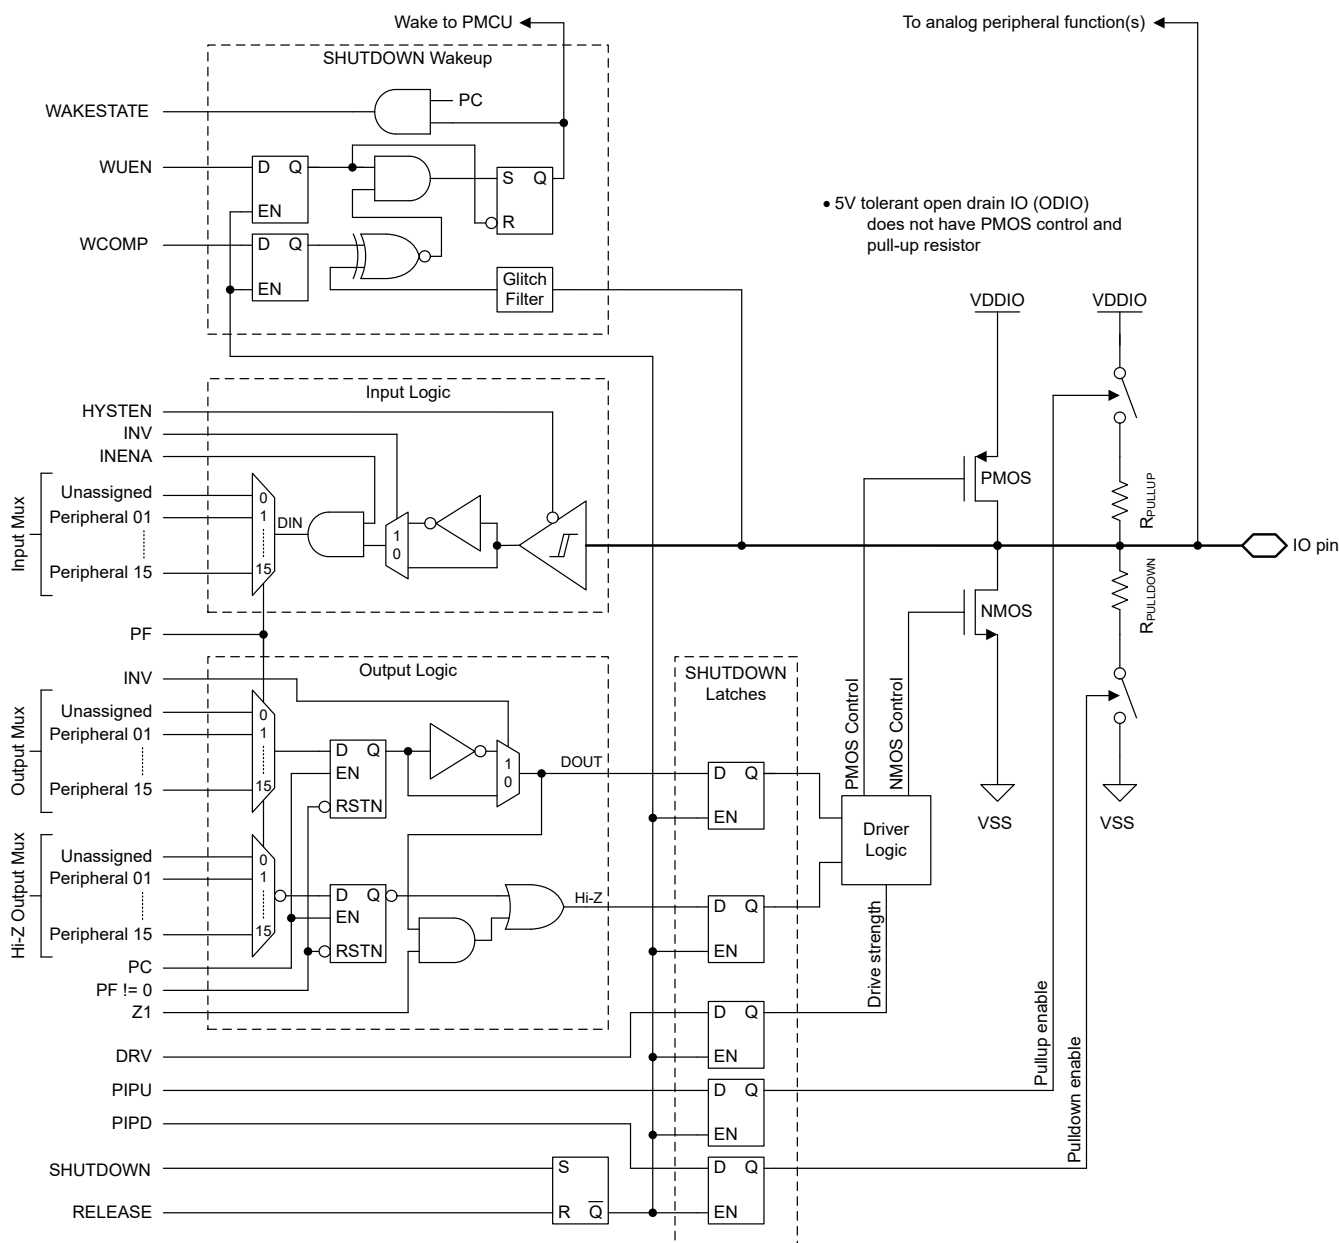 Wake to PMCU
To analog peripheral function(s)
SHUTDOWN Wakeup
PC
WAKESTATE
WUEN
D Q
EN
S Q
R
WCOMP
D Q
EN
Glitch
Filter
• 5V tolerant open drain IO (ODIO)
does not have PMOS control and
pull-up resistor
VDDIO
VDDIO
Input Logic
HYSTEN
INV
INENA
Input Mux
Unassigned
Peripheral 01
Peripheral 15
0
1
15
DIN
1
0
PMOS
RPULLUP
IO pin
RPULLDOWN
NMOS
PF
Output Logic
INV
Output Mux
Unassigned
Peripheral 01
Peripheral 15
0
1
15
D Q
EN
RSTN
1
0
DOUT
SHUTDOWN
Latches
D Q
EN
PMOS Control
NMOS Control
Driver
Logic
VSS
VSS
Hi-Z Output Mux
Unassigned
Peripheral 01
Peripheral 15
0
1
15
D Q
EN
RSTN
Hi-Z
D Q
EN
Drive strength
PC
PF != 0
Z1
DRV
D Q
EN
PIPU
D Q
EN
Pullup enable
PIPD
D Q
EN
Pulldown enable
SHUTDOWN
RELEASE
S
R Q̅